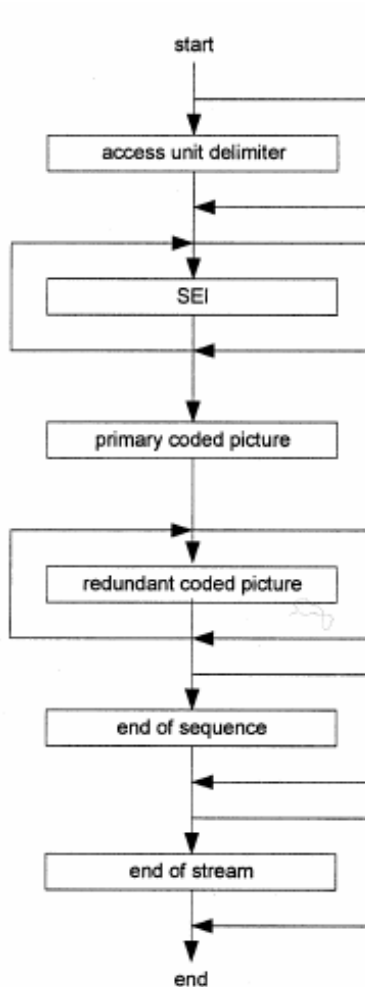 start
access unit delimiter
SEI
primary coded picture
redundant coded picture
end of sequence
end of stream
end